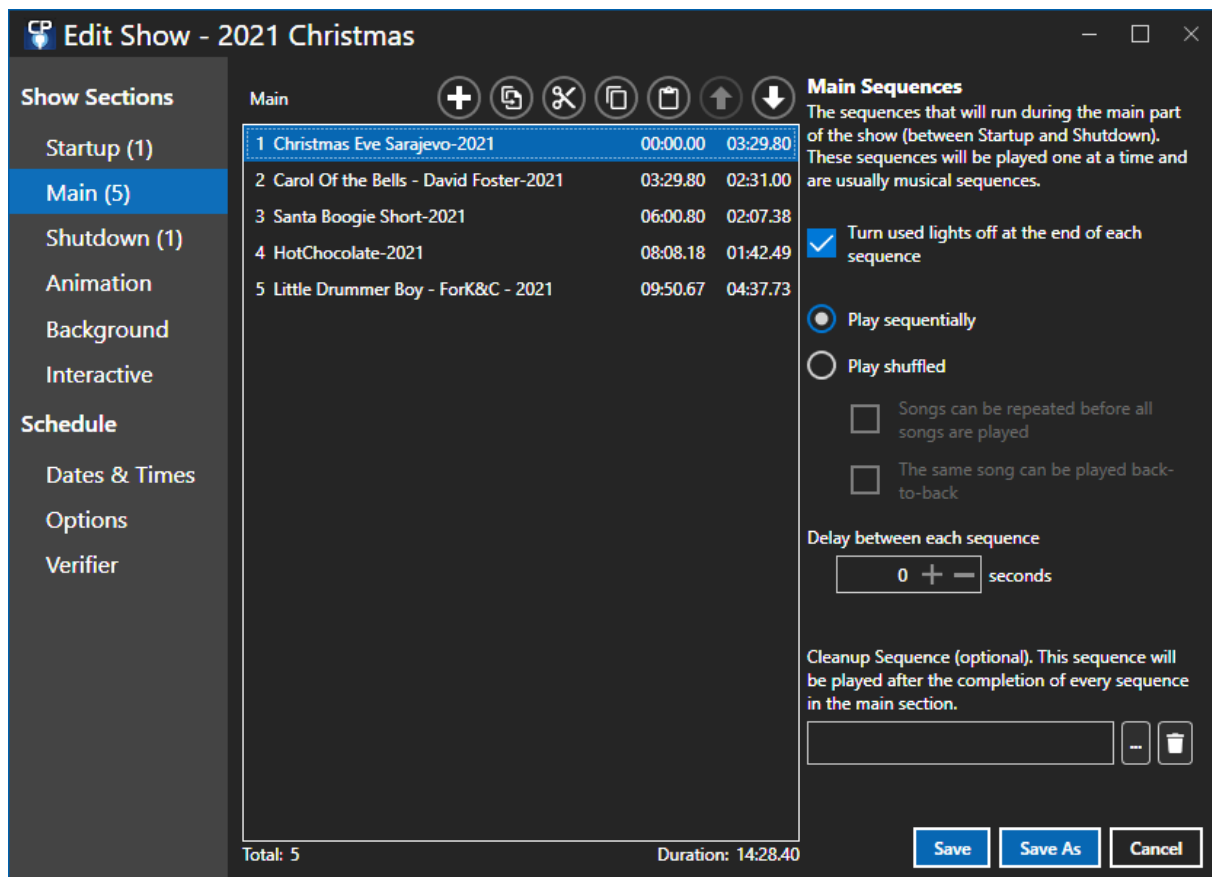 CP Edit Show - 2021 Christmas
Show Sections
Startup (1)
Main (5)
Shutdown (1)
Animation
Background
Interactive
Schedule
Dates & Times
Options
Verifier
Main
1 Christmas Eve Sarajevo-2021 00:00.00 03:29.80
2 Carol Of the Bells - David Foster-2021 03:29.80 02:31.00
3 Santa Boogie Short-2021 06:00.80 02:07.38
4 HotChocolate-2021 08:08.18 01:42.49
5 Little Drummer Boy - ForK&C - 2021 09:50.67 04:37.73
Total: 5 Duration: 14:28.40
Main Sequences
The sequences that will run during the main part
of the show (between Startup and Shutdown).
These sequences will be played one at a time and
are usually musical sequences.
Turn used lights off at the end of each
sequence
Play sequentially
Play shuffled
Songs can be repeated before all
songs are played
The same song can be played back-
to-back
Delay between each sequence
0 seconds
Cleanup Sequence (optional). This sequence will
be played after the completion of every sequence
in the main section.
...
Save Save As Cancel